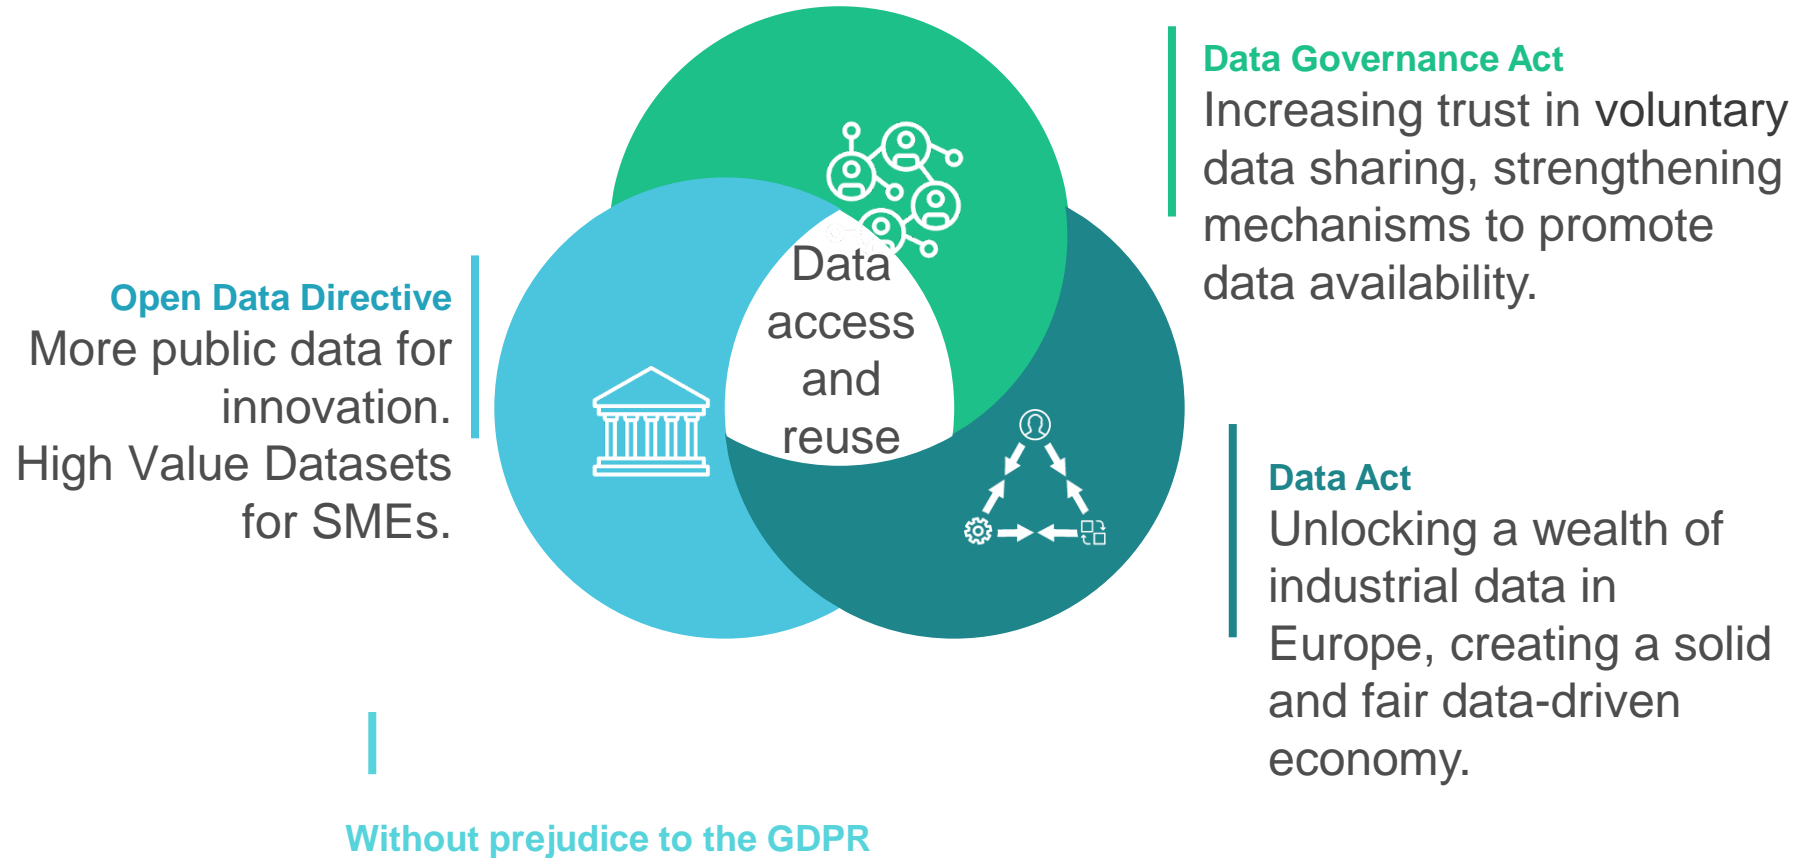 Data Governance Act
Increasing trust in voluntary
data sharing, strengthening
mechanisms to promote
data availability.
Open Data Directive
More public data for
innovation.
High Value Datasets
for SMEs.
Data
access
and
reuse
Data Act
Unlocking a wealth of
industrial data in
Europe, creating a solid
and fair data-driven
economy.
Without prejudice to the GDPR